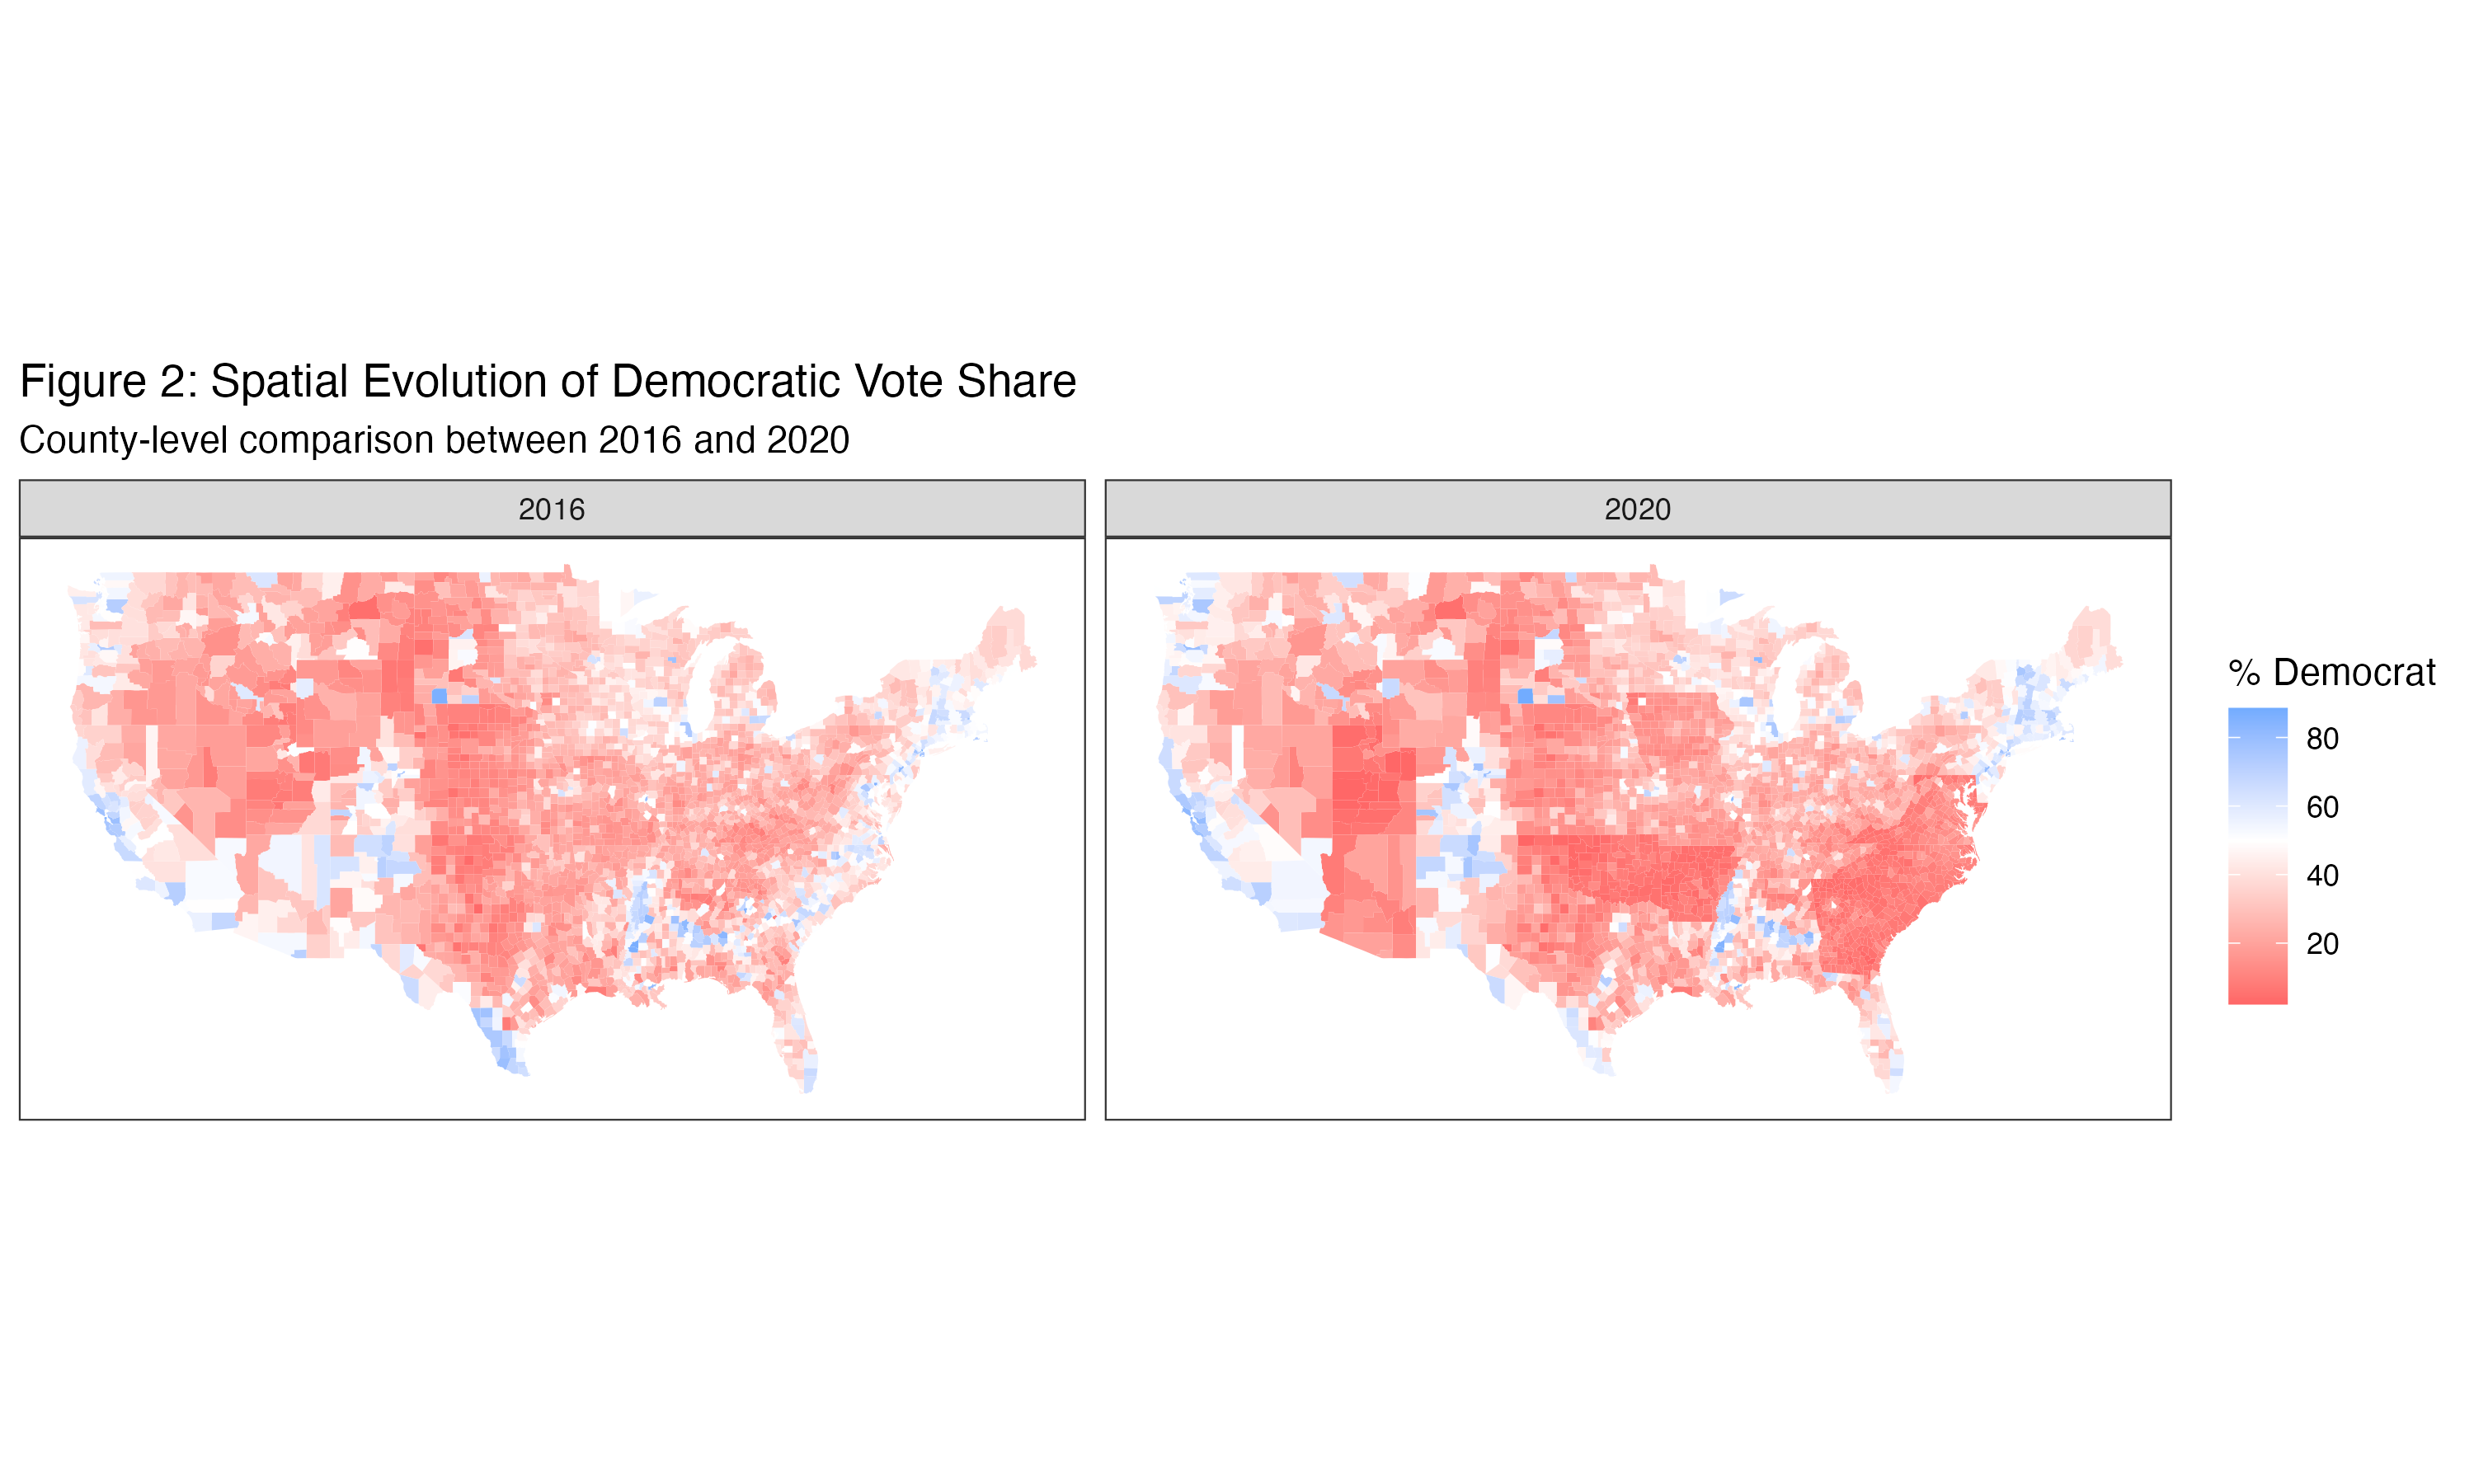 Figure 2: Spatial Evolution of Democratic Vote Share
County-level comparison between 2016 and 2020
2016
2020
% Democrat
80
60
40
20